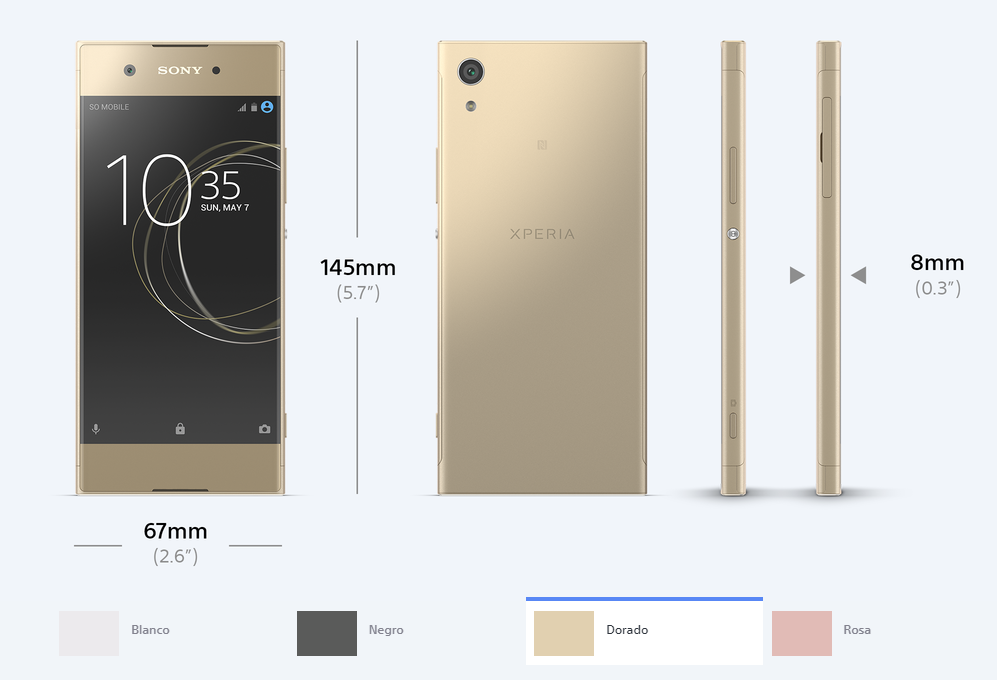 SONY
SO MOBILE
10 35
SUN, MAY 7
XPERIA
145mm
(5.7”)
8mm
(0.3”)
67mm
(2.6”)
Blanco
Negro
Dorado
Rosa